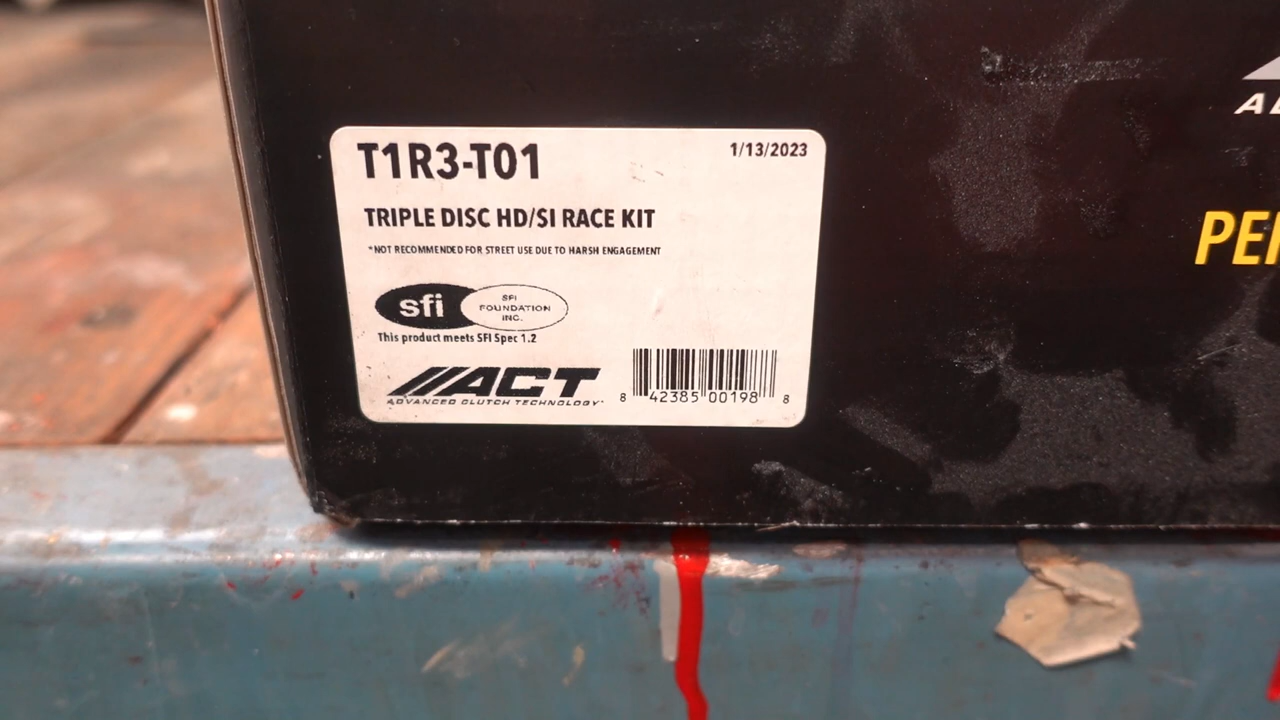 T1R3-T01
1/13/2023
TRIPLE DISC HD/SI RACE KIT
*NOT RECOMMENDED FOR STREET USE DUE TO HARSH ENGAGEMENT
sfi
SFI
FOUNDATION
INC.
This product meets SFI Spec 1.2
ACT
ADVANCED CLUTCH TECHNOLOGY
8 42385 00198 8